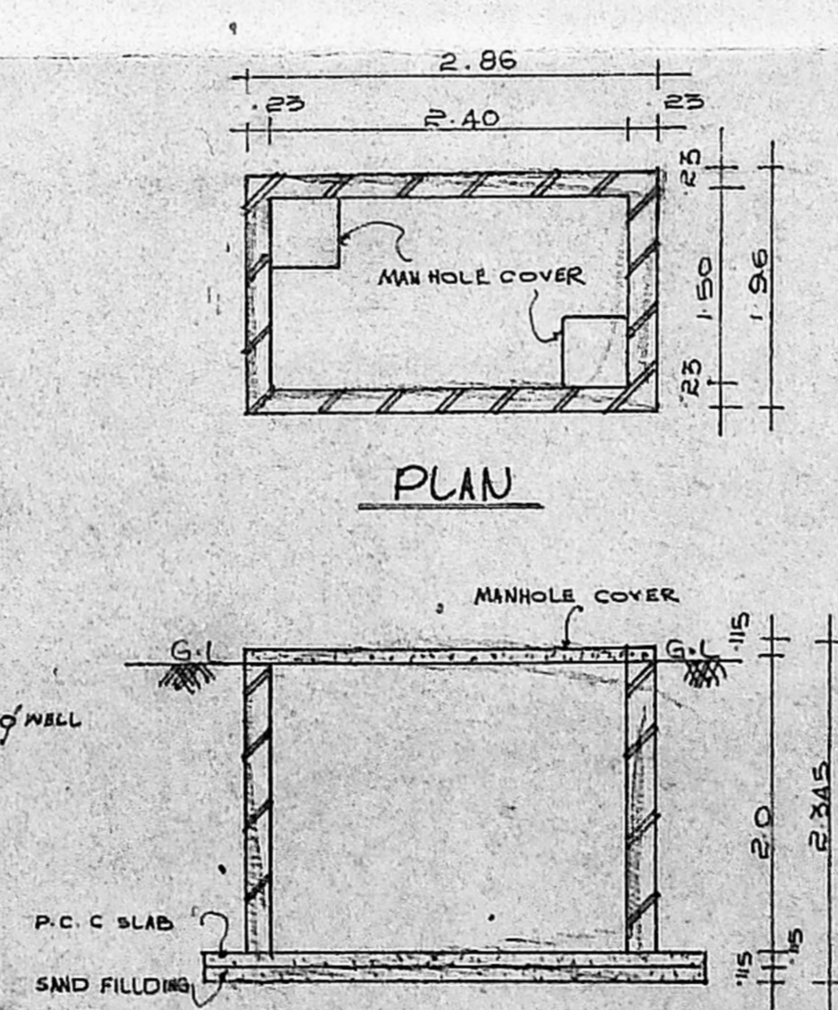 2.86
.23
2.40
.23
.23
1.50
1.96
.23
MANHOLE COVER
PLAN
MANHOLE COVER
.115
G.L
G.L
WELL
2.0
2.345
P.C.C SLAB
.115
.115
SAND FILLDING